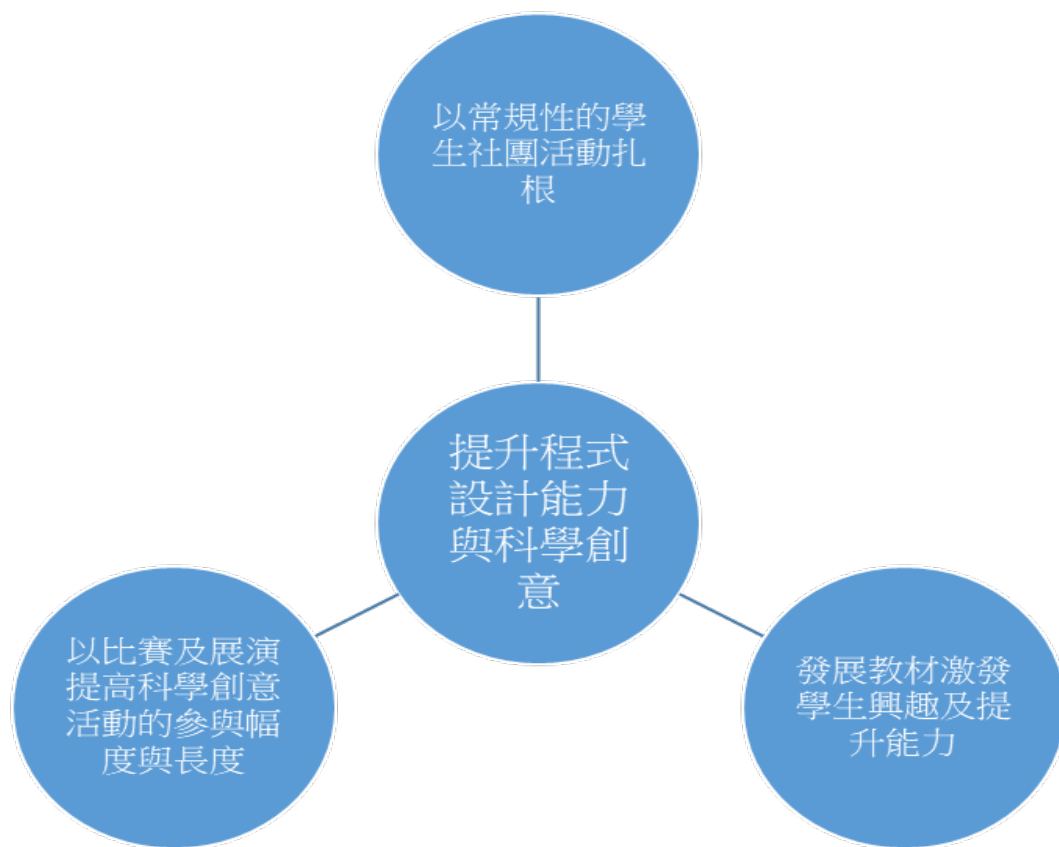 以常規性的學
生社團活動扎
根
提升程式
設計能力
與科學創
意
以比賽及展演
提高科學創意
活動的參與幅
度與長度
發展教材激發
學生興趣及提
升能力